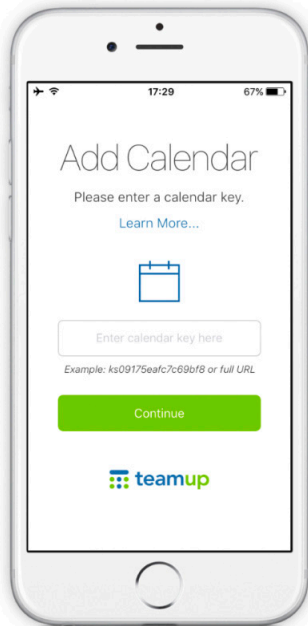 17:29
67%
Add Calendar
Please enter a calendar key.
Learn More...
Enter calendar key here
Example: ks09175eafc7c69bf8 or full URL
Continue
teamup